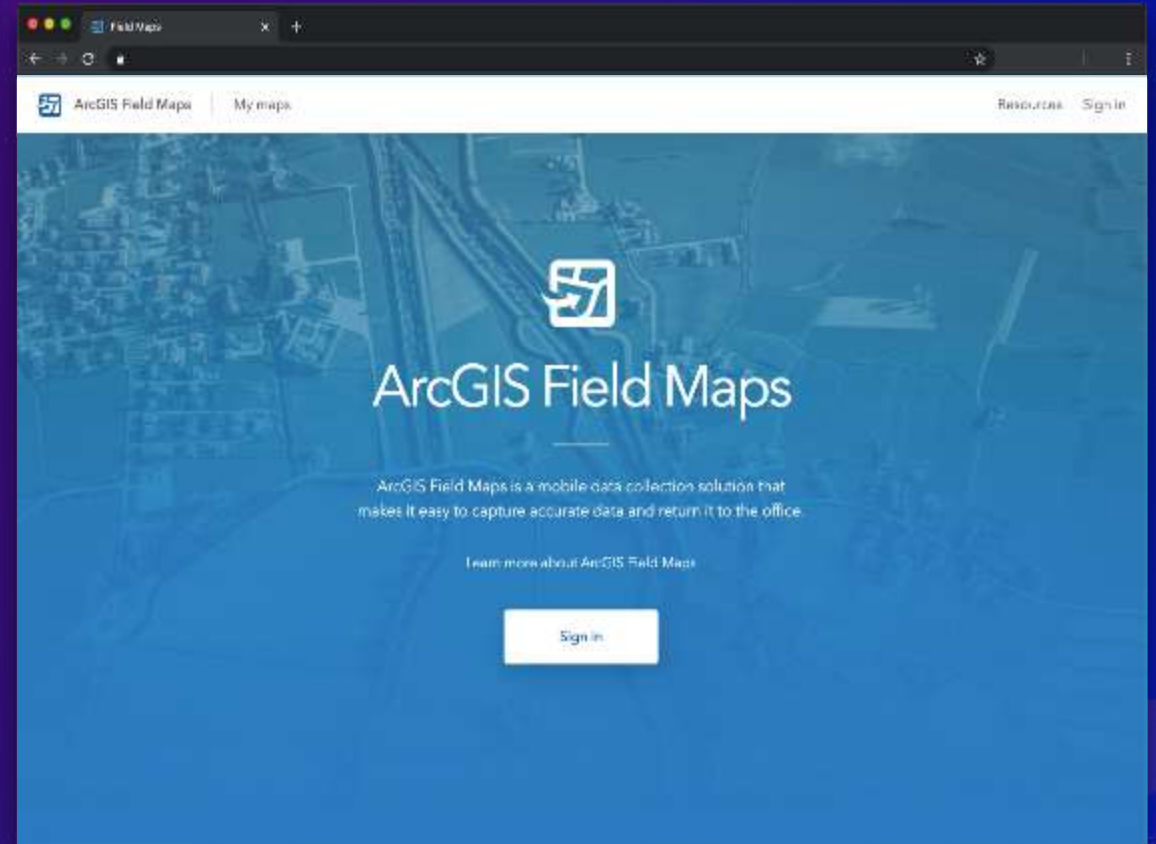 Field Maps
ArcGIS Field Maps
My maps
Resources
Sign in
ArcGIS Field Maps
ArcGIS Field Maps is a mobile data collection solution that
makes it easy to capture accurate data and return it to the office
Learn more about ArcGIS Field Maps
Sign in